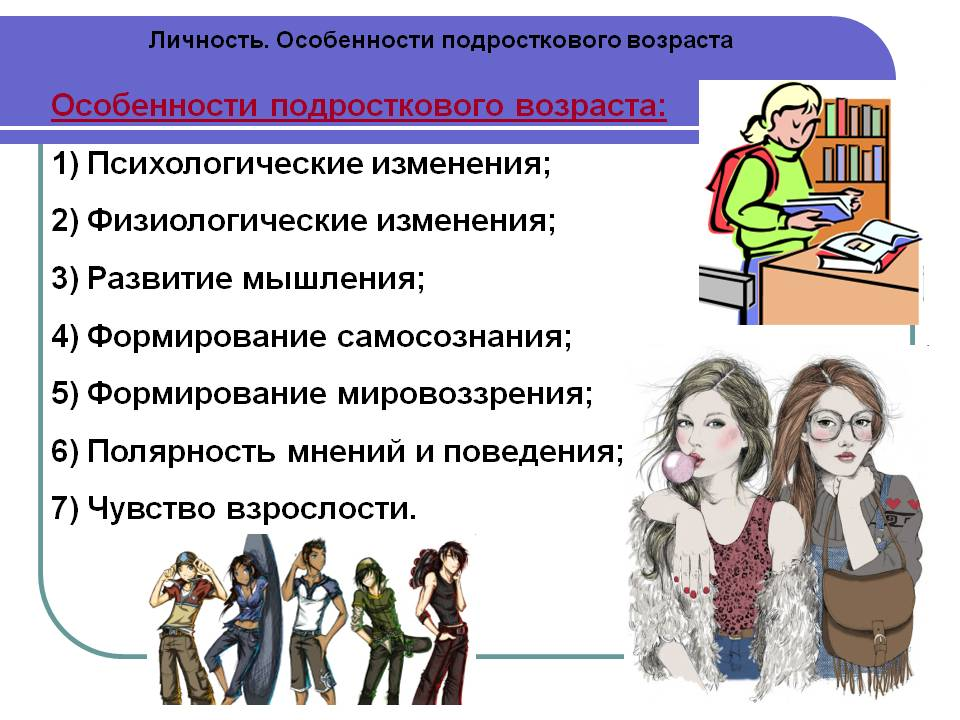 Личность. Особенности подросткового возраста
Особенности подросткового возраста:
1) Психологические изменения;
2) Физиологические изменения;
3) Развитие мышления;
4) Формирование самосознания;
5) Формирование мировоззрения;
6) Полярность мнений и поведения;
7) Чувство взрослости.